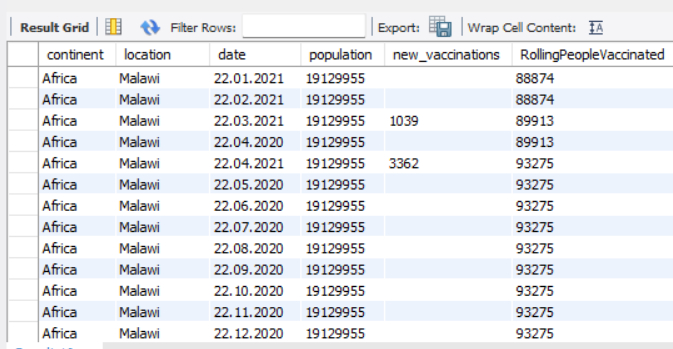 Result Grid Filter Rows: Export: Wrap Cell Content: IA
continent location date population new_vaccinations RollingPeopleVaccinated
Africa Malawi 22.01.2021 19129955 88874
Africa Malawi 22.02.2021 19129955 88874
Africa Malawi 22.03.2021 19129955 1039 89913
Africa Malawi 22.04.2020 19129955 89913
Africa Malawi 22.04.2021 19129955 3362 93275
Africa Malawi 22.05.2020 19129955 93275
Africa Malawi 22.06.2020 19129955 93275
Africa Malawi 22.07.2020 19129955 93275
Africa Malawi 22.08.2020 19129955 93275
Africa Malawi 22.09.2020 19129955 93275
Africa Malawi 22.10.2020 19129955 93275
Africa Malawi 22.11.2020 19129955 93275
Africa Malawi 22.12.2020 19129955 93275